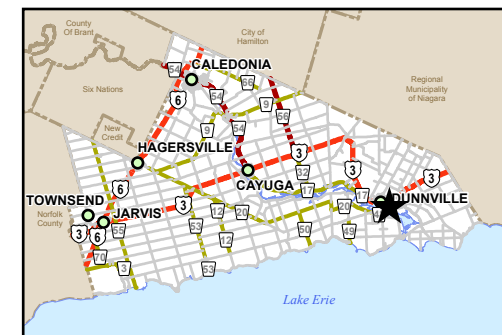 County
Of Brant
City of
Hamilton
CALEDONIA
54
66
Six Nations
6
54
9
Regional
Municipality
of Niagara
56
New
Credit
9
54
HAGERSVILLE
3
3
32
3
CAYUGA
17
17
6
TOWNSEND
DUNNVILLE
Norfolk
County
JARVIS
3
12
20
20
3
6
55
53
12
50
49
70
3
53
Lake Erie